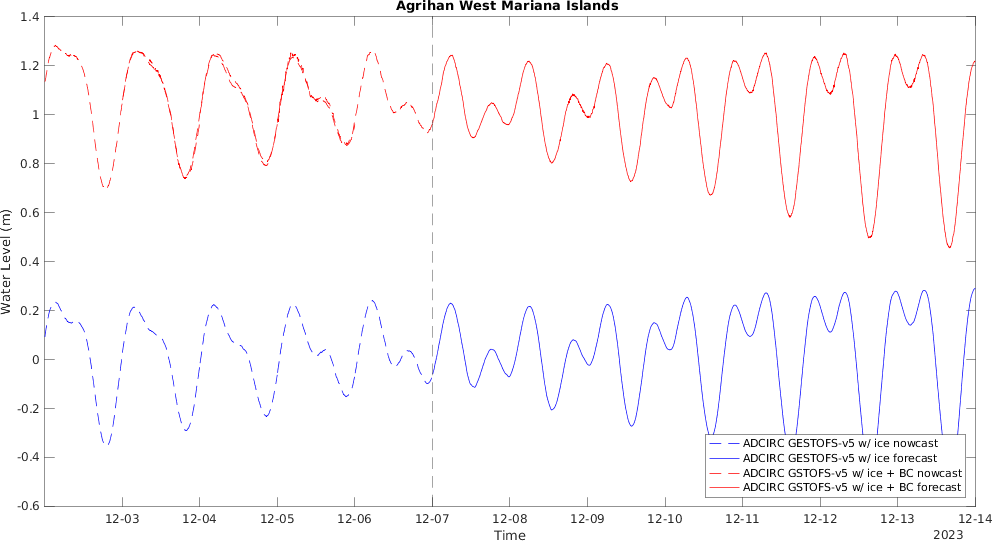 Agrihan West Mariana Islands
1.4
1.2
1
0.8
0.6
0.4
0.2
0
-0.2
-0.4
-0.6
Water Level (m)
ADCIRC GESTOFS-v5 w/ ice nowcast
ADCIRC GESTOFS-v5 w/ ice forecast
ADCIRC GSTOFS-v5 w/ ice + BC nowcast
ADCIRC GSTOFS-v5 w/ ice + BC forecast
12-03 12-04 12-05 12-06 12-07 12-08 12-09 12-10 12-11 12-12 12-13 12-14
Time
2023